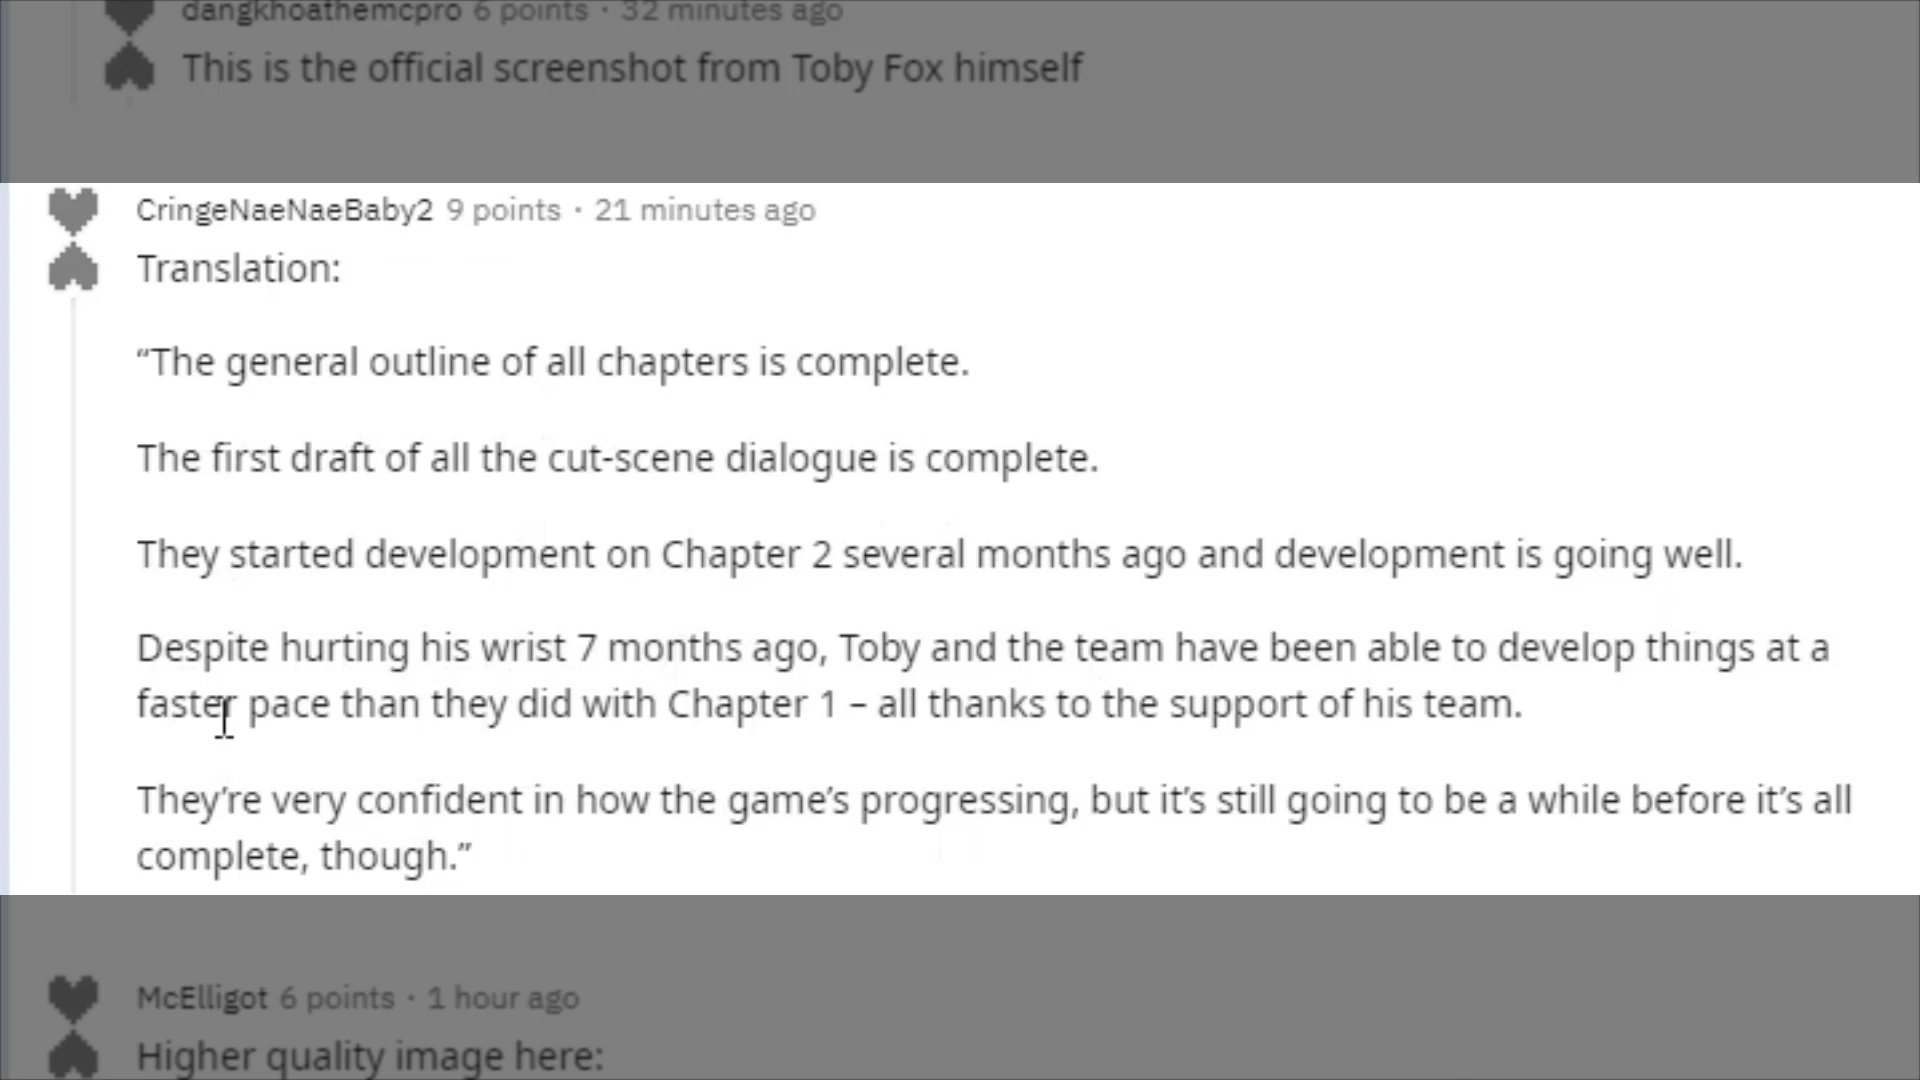 dangkhoathemcpro 6 points · 32 minutes ago
This is the official screenshot from Toby Fox himself
CringeNaeNaeBaby2 9 points · 21 minutes ago
Translation:
“The general outline of all chapters is complete.
The first draft of all the cut-scene dialogue is complete.
They started development on Chapter 2 several months ago and development is going well.
Despite hurting his wrist 7 months ago, Toby and the team have been able to develop things at a
faster pace than they did with Chapter 1 – all thanks to the support of his team.
They’re very confident in how the game’s progressing, but it’s still going to be a while before it’s all
complete, though.”
McElligot 6 points · 1 hour ago
Higher quality image here: